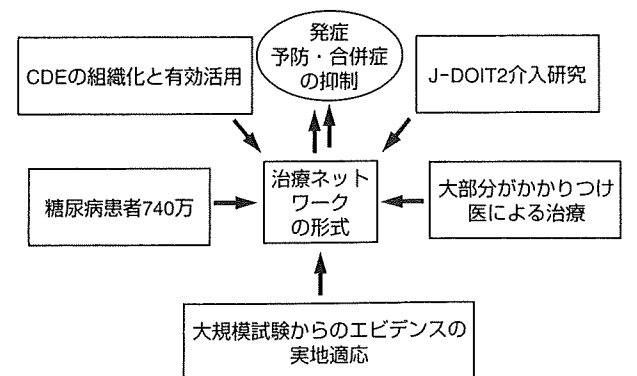 発症
予防・合併症
の抑制
CDEの組織化と有効活用
J-DOIT2介入研究
糖尿病患者740万
治療ネット
ワーク
の形式
大部分がかかりつけ
医による治療
大規模試験からのエビデンスの
実地適応